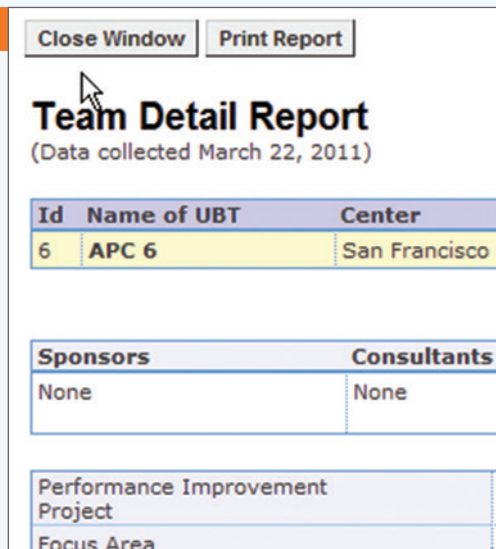 Close Window Print Report
Team Detail Report
(Data collected March 22, 2011)
Id Name of UBT Center
6 APC 6 San Francisco
Sponsors Consultants
None None
Performance Improvement
Project
Focus Area